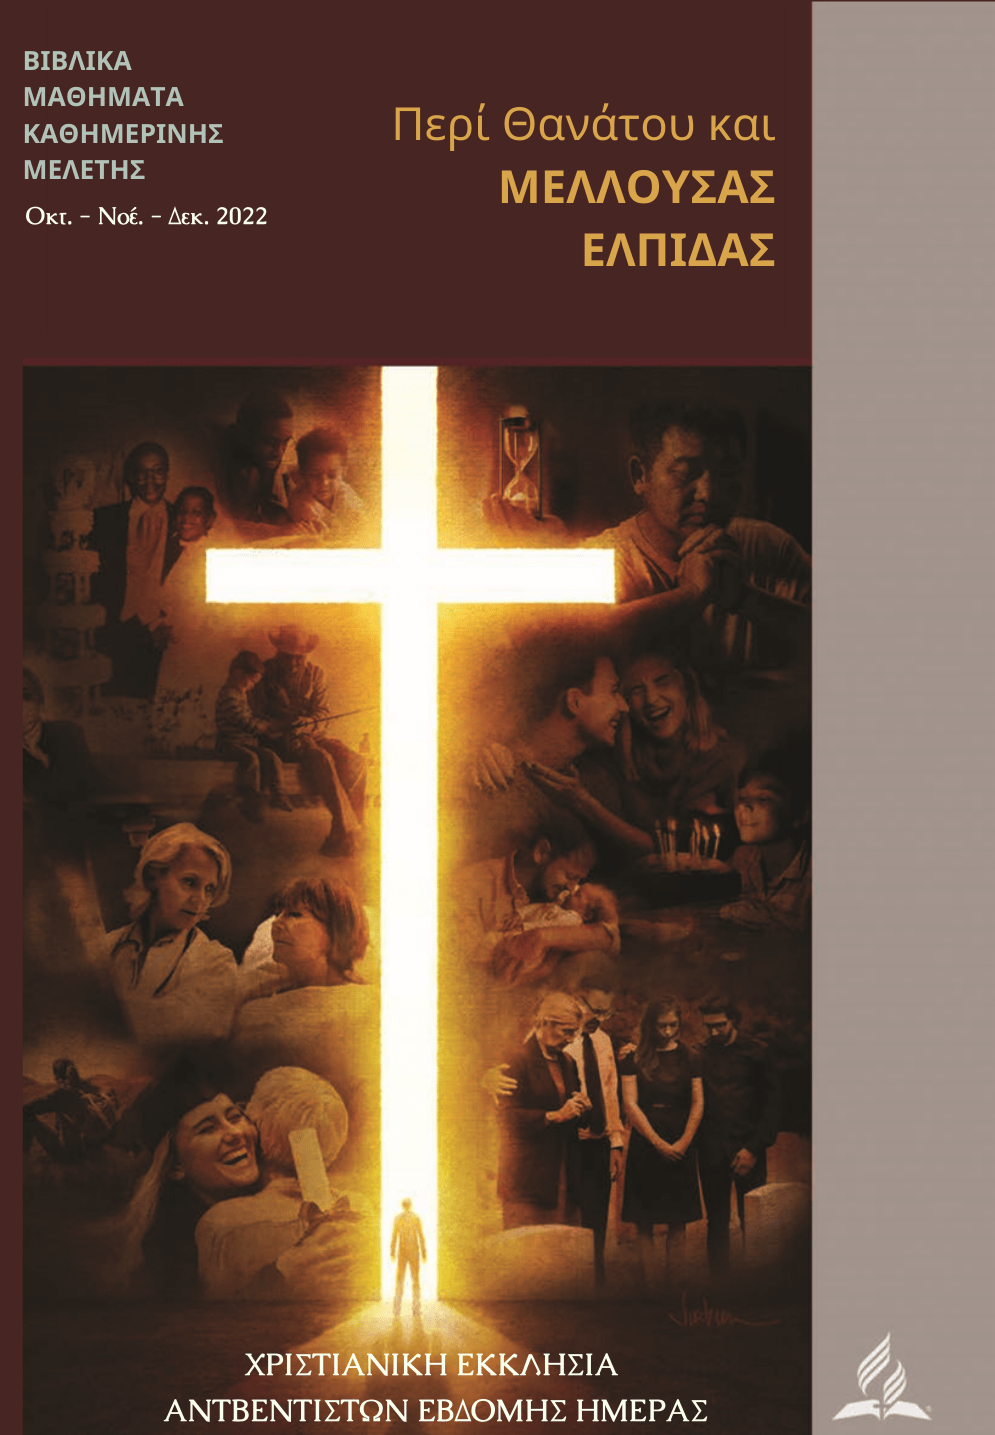 ΒΙΒΛΙΚΑ
ΜΑΘΗΜΑΤΑ
ΚΑΘΗΜΕΡΙΝΗΣ
ΜΕΛΕΤΗΣ
Οκτ. - Νοέ. - Δεκ. 2022
Περί Θανάτου και
ΜΕΛΛΟΥΣΑΣ
ΕΛΠΙΔΑΣ
ΧΡΙΣΤΙΑΝΙΚΗ ΕΚΚΛΗΣΙΑ
ΑΝΤΒΕΝΤΙΣΤΩΝ ΕΒΔΟΜΗΣ ΗΜΕΡΑΣ